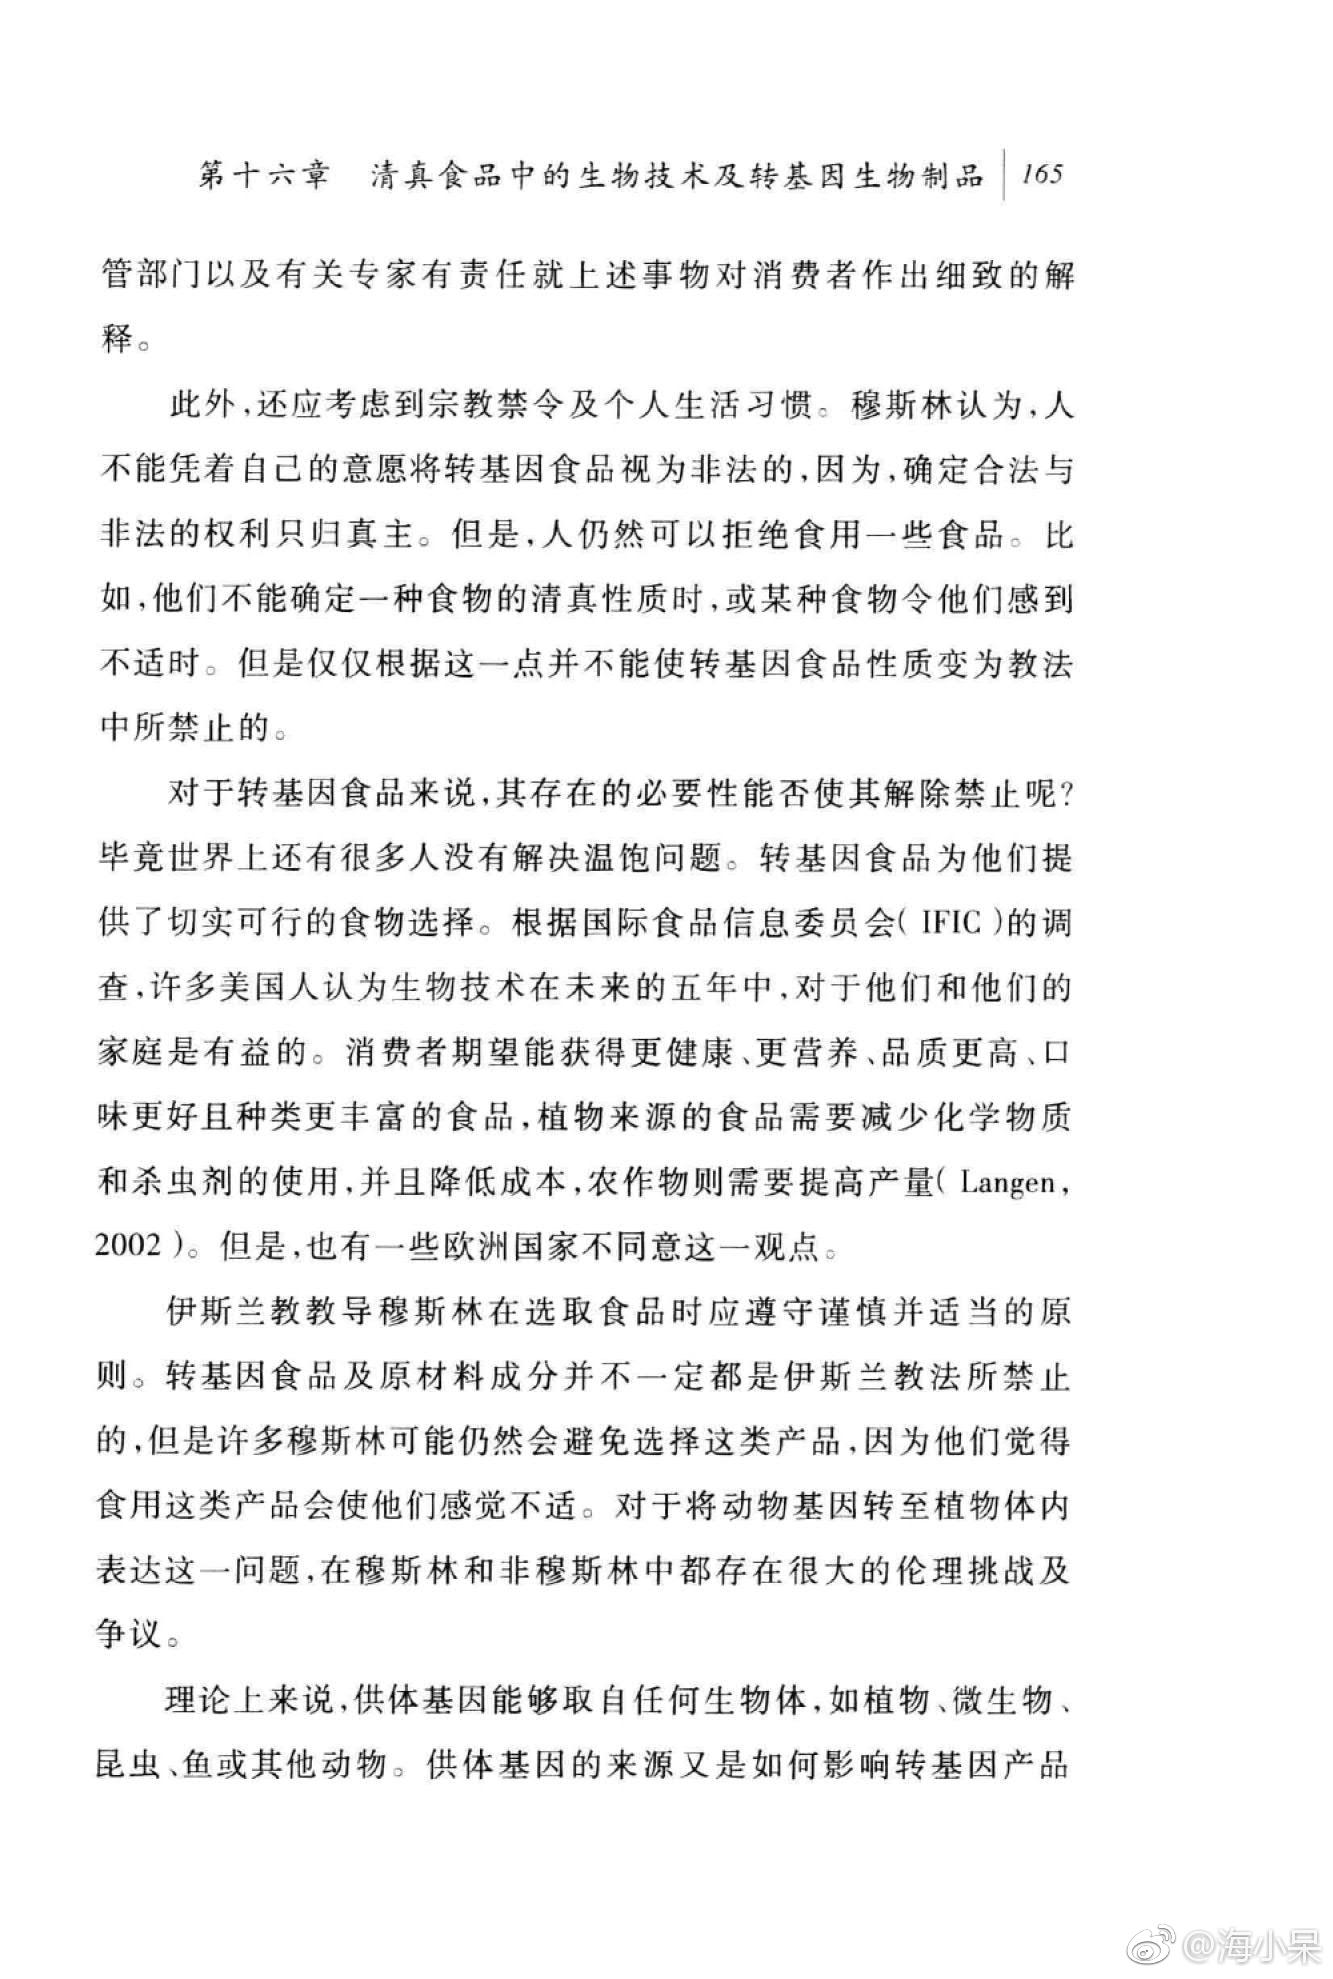 第十六章 清真食品中的生物技术及转基因生物制品 165
管部门以及有关专家有责任就上述事物对消费者作出细致的解
释。
此外,还应考虑到宗教禁令及个人生活习惯。穆斯林认为,人
不能凭着自己的意愿将转基因食品视为非法的,因为,确定合法与
非法的权利只归真主。但是,人仍然可以拒绝食用一些食品。比
如,他们不能确定一种食物的清真性质时,或某种食物令他们感到
不适时。但是仅仅根据这一点并不能使转基因食品性质变为教法
中所禁止的。
对于转基因食品来说,其存在的必要性能否使其解除禁止呢?
毕竟世界上还有很多人没有解决温饱问题。转基因食品为他们提
供了切实可行的食物选择。根据国际食品信息委员会(IFIC)的调
查,许多美国人认为生物技术在未来的五年中,对于他们和他们的
家庭是有益的。消费者期望能获得更健康、更营养、品质更高、口
味更好且种类更丰富的食品,植物来源的食品需要减少化学物质
和杀虫剂的使用,并且降低成本,农作物则需要提高产量(Langen,
2002)。但是,也有一些欧洲国家不同意这一观点。
伊斯兰教教导穆斯林在选取食品时应遵守谨慎并适当的原
则。转基因食品及原材料成分并不一定都是伊斯兰教法所禁止
的,但是许多穆斯林可能仍然会避免选择这类产品,因为他们觉得
食用这类产品会使他们感觉不适。对于将动物基因转至植物体内
表达这一问题,在穆斯林和非穆斯林中都存在很大的伦理挑战及
争议。
理论上来说,供体基因能够取自任何生物体,如植物、微生物、
昆虫、鱼或其他动物。供体基因的来源又是如何影响转基因产品
@海小呆